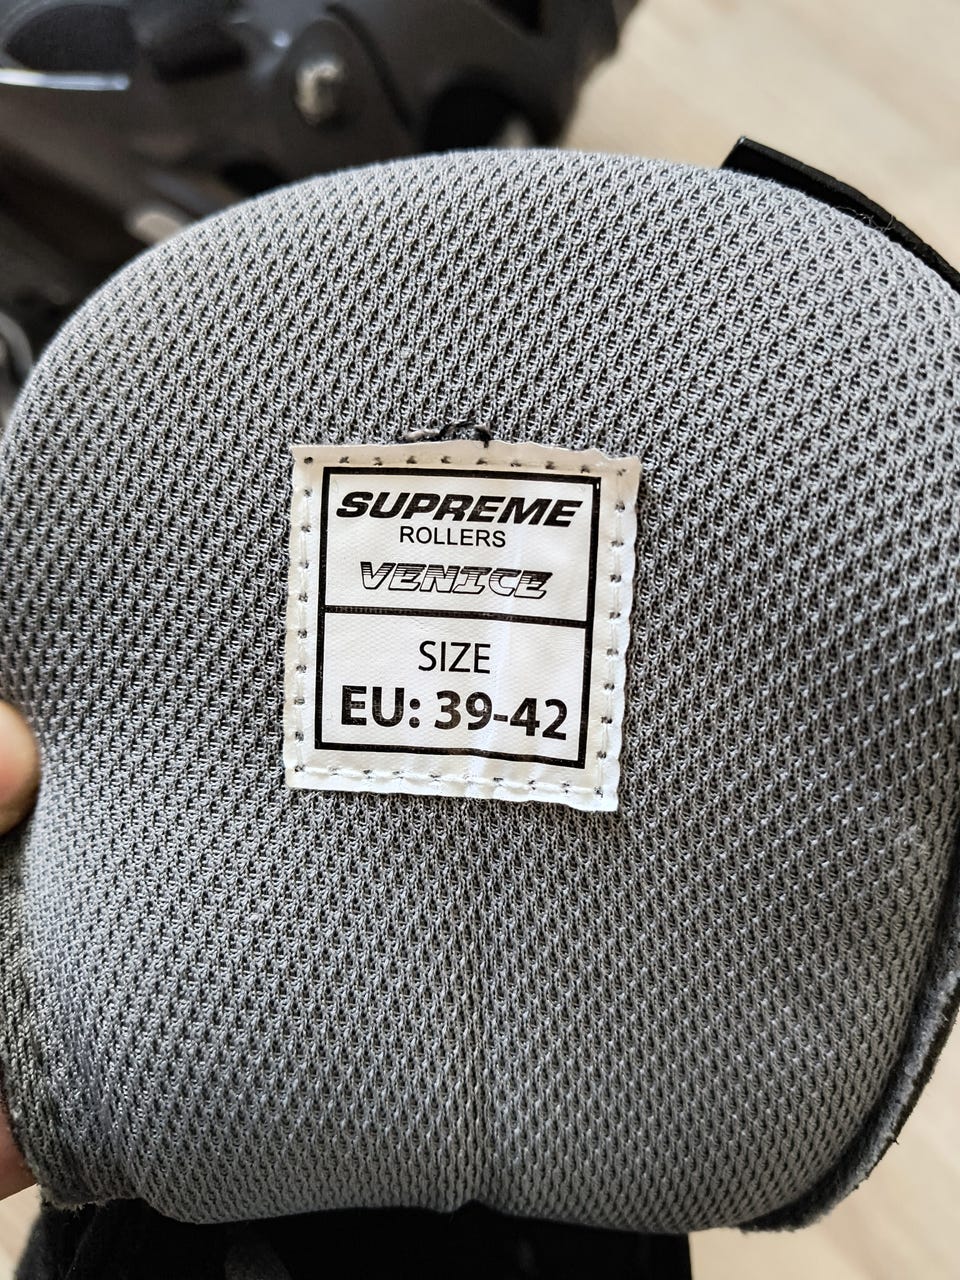 SUPREME
ROLLERS
VENICE
SIZE
EU: 39-42